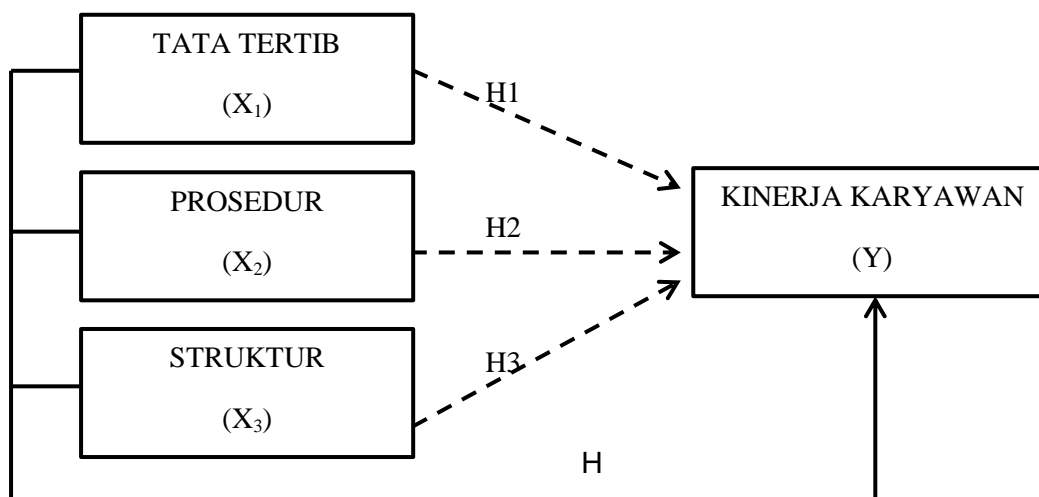 TATA TERTIB
(X₁)
H1
PROSEDUR
(X₂)
H2
KINERJA KARYAWAN
(Y)
STRUKTUR
(X₃)
H3
H